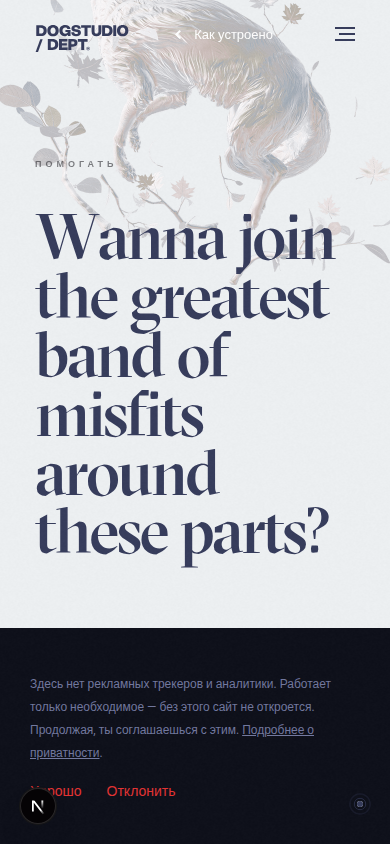 DOGSTUDIO
/ DEPT.
Как устроено
ПОМОГАТЬ
Wanna join
the greatest
band of
misfits
around
these parts?
Здесь нет рекламных трекеров и аналитики. Работает
только необходимое — без этого сайт не откроется.
Продолжая, ты соглашаешься с этим. Подробнее о
приватности.
Хорошо Отклонить
N